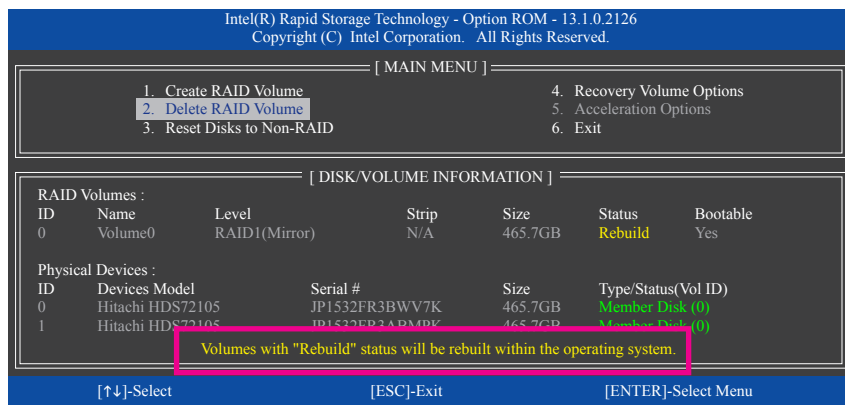 Intel(R) Rapid Storage Technology - Option ROM - 13.1.0.2126
Copyright (C) Intel Corporation. All Rights Reserved.
[ MAIN MENU ]
1. Create RAID Volume
2. Delete RAID Volume
3. Reset Disks to Non-RAID
4. Recovery Volume Options
5. Acceleration Options
6. Exit
[ DISK/VOLUME INFORMATION ]
RAID Volumes :
ID Name Level Strip Size Status Bootable
0 Volume0 RAID1(Mirror) N/A 465.7GB Rebuild Yes
Physical Devices :
ID Devices Model Serial # Size Type/Status(Vol ID)
0 Hitachi HDS72105 JP1532FR3BWV7K 465.7GB Member Disk (0)
1 Hitachi HDS72105 JP1532FR3ABMPK 465.7GB Member Disk (0)
Volumes with "Rebuild" status will be rebuilt within the operating system.
[↑↓]-Select [ESC]-Exit [ENTER]-Select Menu